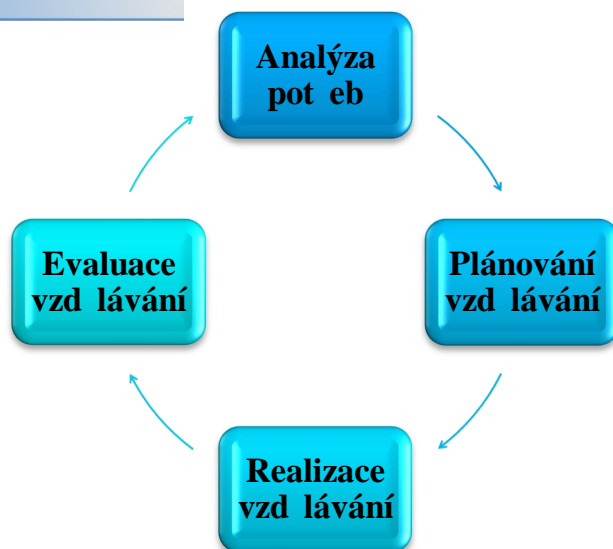 Analýza
pot eb
Plánování
vzd lávání
Realizace
vzd lávání
Evaluace
vzd lávání